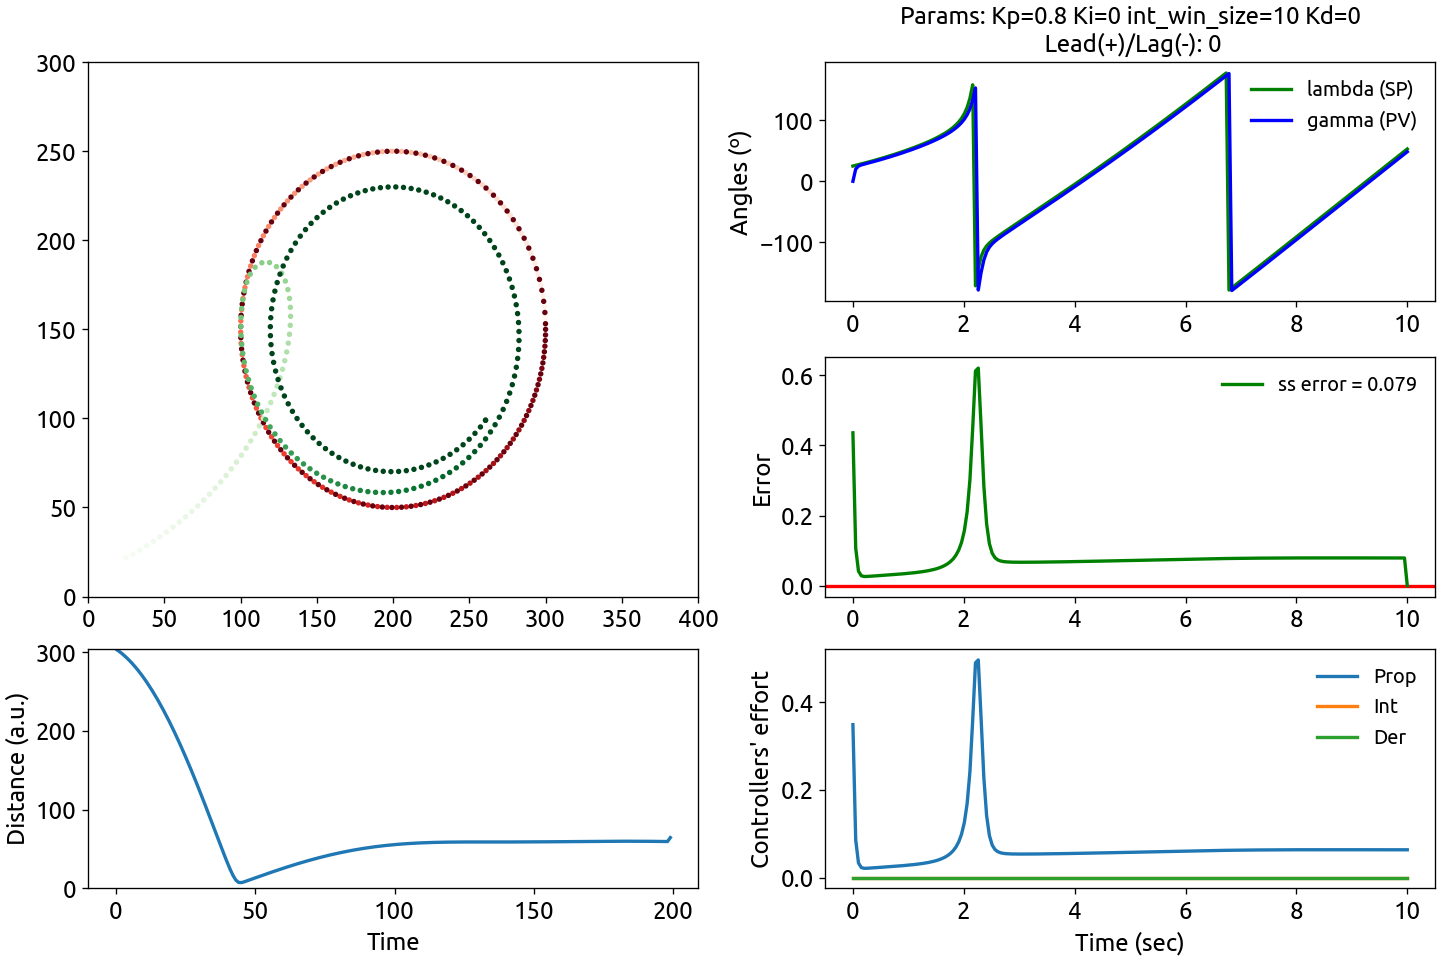 300
250
200
150
100
50
0
0 50 100 150 200 250 300 350 400
Distance (a.u.)
300
200
100
0
0 50 100 150 200
Time
Params: Kp=0.8 Ki=0 int_win_size=10 Kd=0
Lead(+)/Lag(-): 0
Angles (º)
100
0
−100
lambda (SP)
gamma (PV)
0 2 4 6 8 10
Error
0.6
0.4
0.2
0.0
ss error = 0.079
0 2 4 6 8 10
Controllers' effort
0.4
0.2
0.0
Prop
Int
Der
0 2 4 6 8 10
Time (sec)